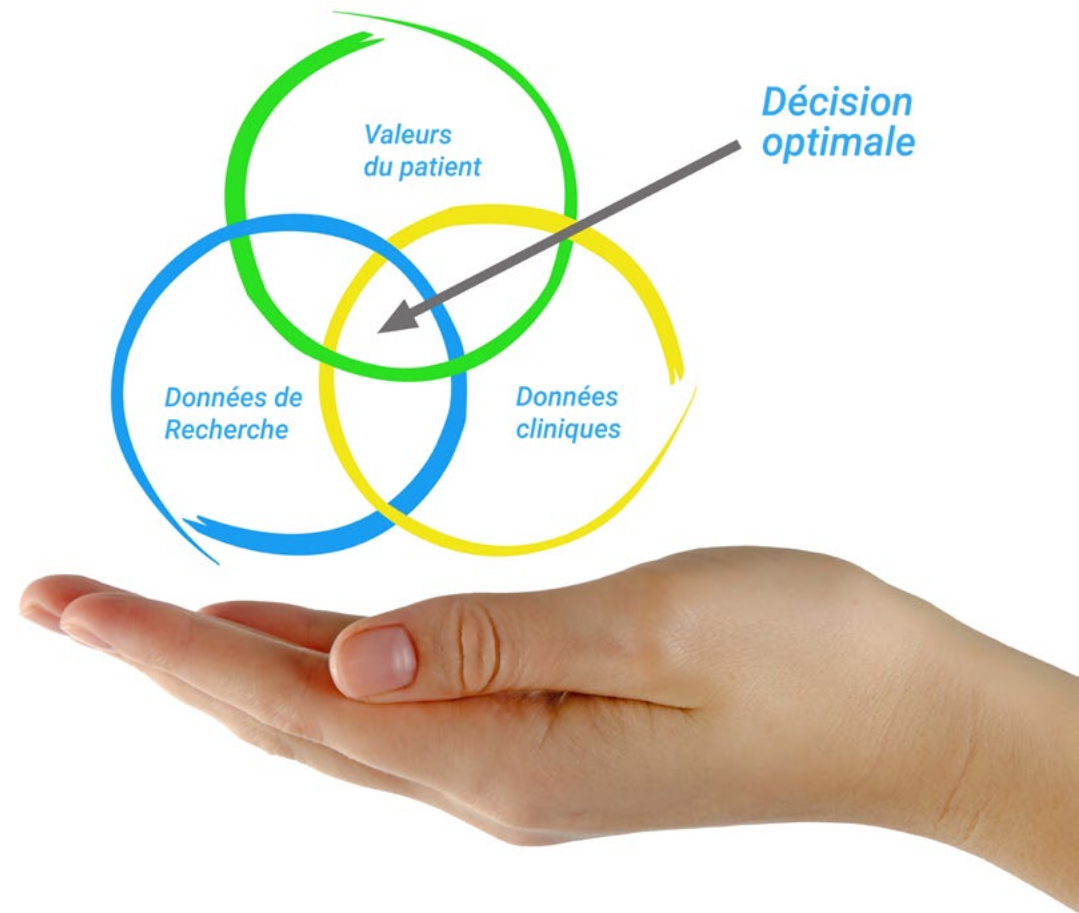 Valeurs
du patient
Décision
optimale
Données de
Recherche
Données
cliniques